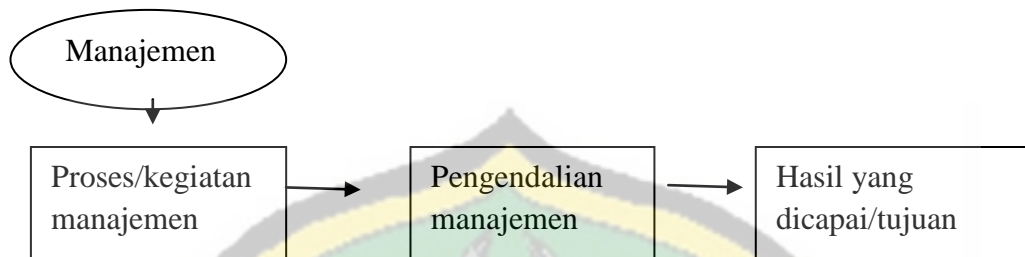 Manajemen
Proses/kegiatan
manajemen
Pengendalian
manajemen
Hasil yang
dicapai/tujuan